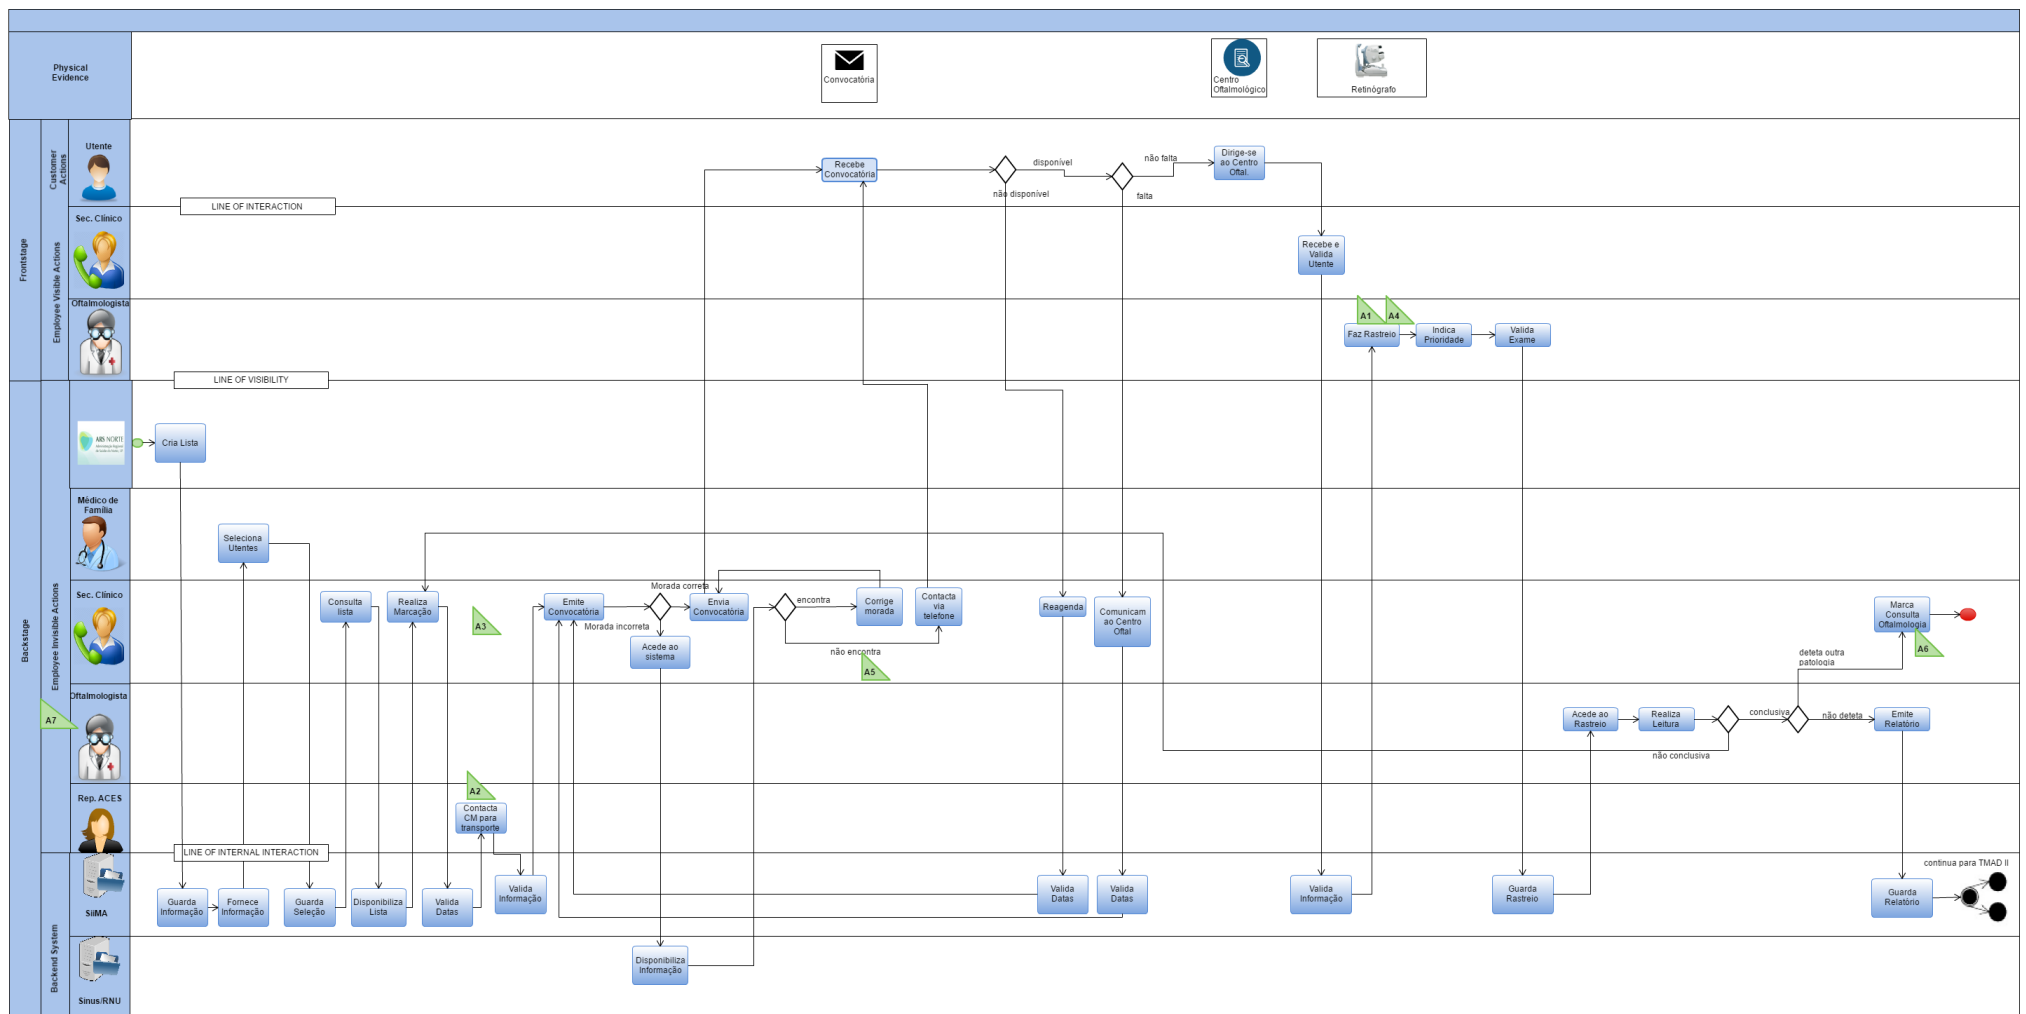 Physical
Evidence
Convocatória
Centro
Oftalmológico
Retinógrafo
Frontstage
Customer
Actions
Utente
Recebe
Convocatória
disponível
não disponível
não falta
falta
Dirige-se
ao Centro
Oftal.
LINE OF INTERACTION
Employee Visible Actions
Sec. Clínico
Recebe e
Valida
Utente
Oftalmologista
A1
A4
Faz Rastreio
Indica
Prioridade
Valida
Exame
LINE OF VISIBILITY
Backstage
Employee Invisible Actions
ARS NORTE
Cria Lista
Médico de
Família
Seleciona
Utentes
Sec. Clínico
Consulta
lista
Realiza
Marcação
A3
Emite
Convocatória
Morada correta
Morada incorreta
Acede ao
sistema
Envia
Convocatória
encontra
não encontra
A5
Corrige
morada
Contacta
via
telefone
Reagenda
Comunicam
ao Centro
Oftal
Marca
Consulta
Oftalmologia
A6
deteta outra
patologia
Oftalmologista
A7
Acede ao
Rastreio
Realiza
Leitura
conclusiva
não conclusiva
não deteta
Emite
Relatório
Rep. ACES
A2
Contacta
CM para
transporte
LINE OF INTERNAL INTERACTION
Backend System
SiiMA
Guarda
Informação
Fornece
Informação
Guarda
Seleção
Disponibiliza
Lista
Valida
Datas
Valida
Informação
Valida
Datas
Valida
Datas
Valida
Informação
Guarda
Rastreio
Guarda
Relatório
continua para TMAD II
Sinus/RNU
Disponibiliza
Informação